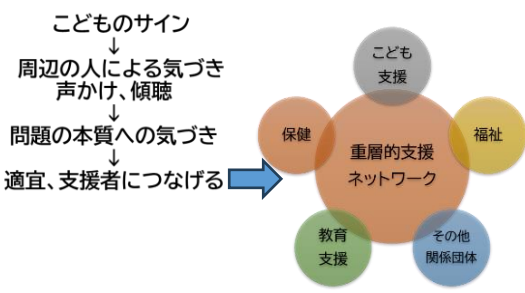 こどものサイン
↓
周辺の人による気づき
声かけ、傾聴
↓
問題の本質への気づき
↓
適宜、支援者につなげる
こども
支援
保健
福祉
重層的支援
ネットワーク
教育
支援
その他
関係団体